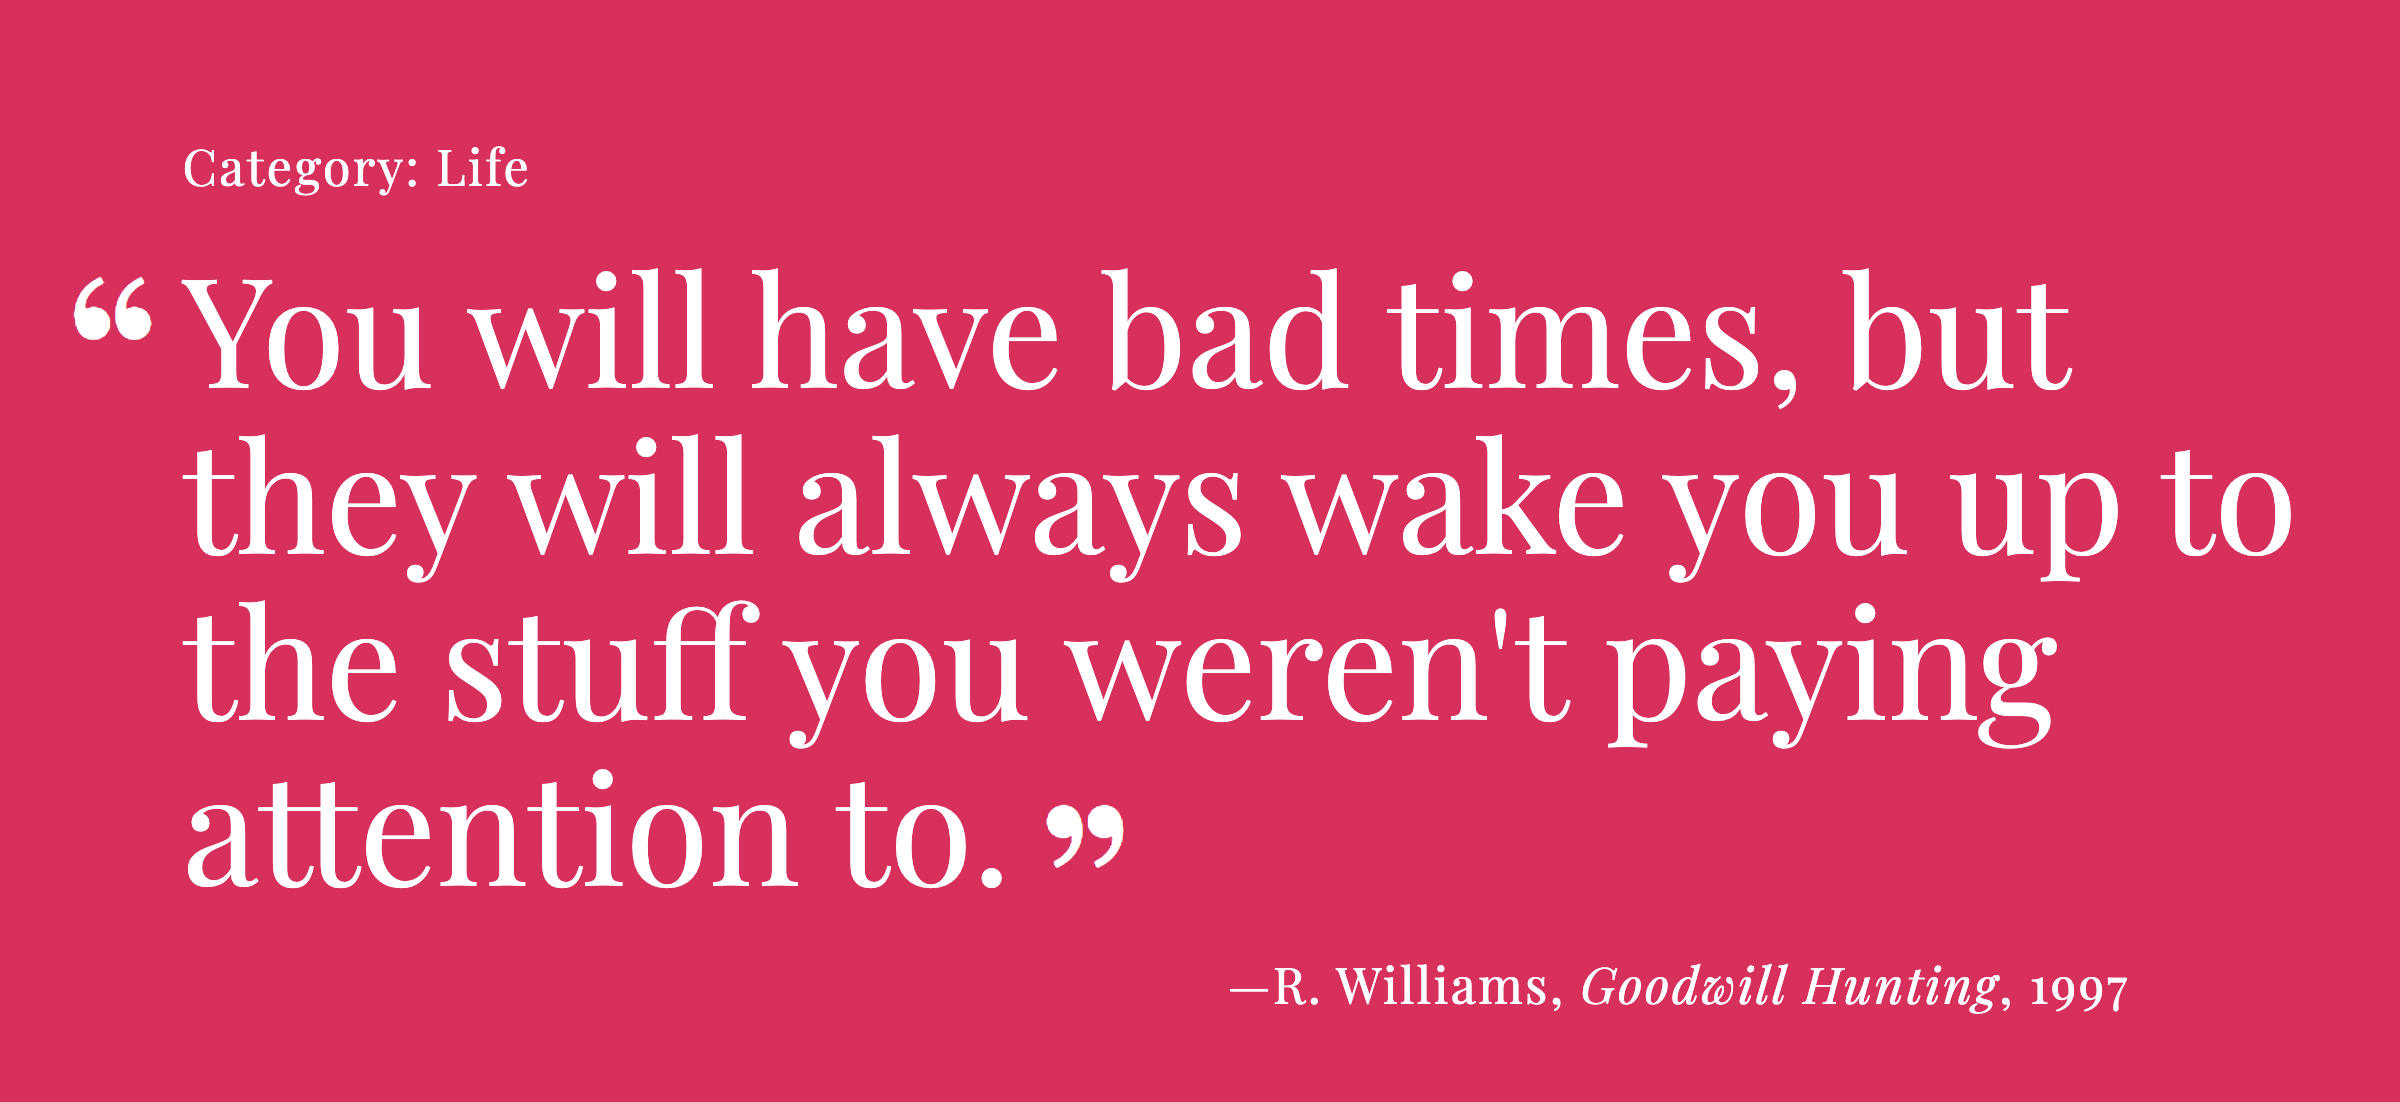 Category: Life
“You will have bad times, but
they will always wake you up to
the stuff you weren't paying
attention to.”
—R. Williams, Goodwill Hunting, 1997